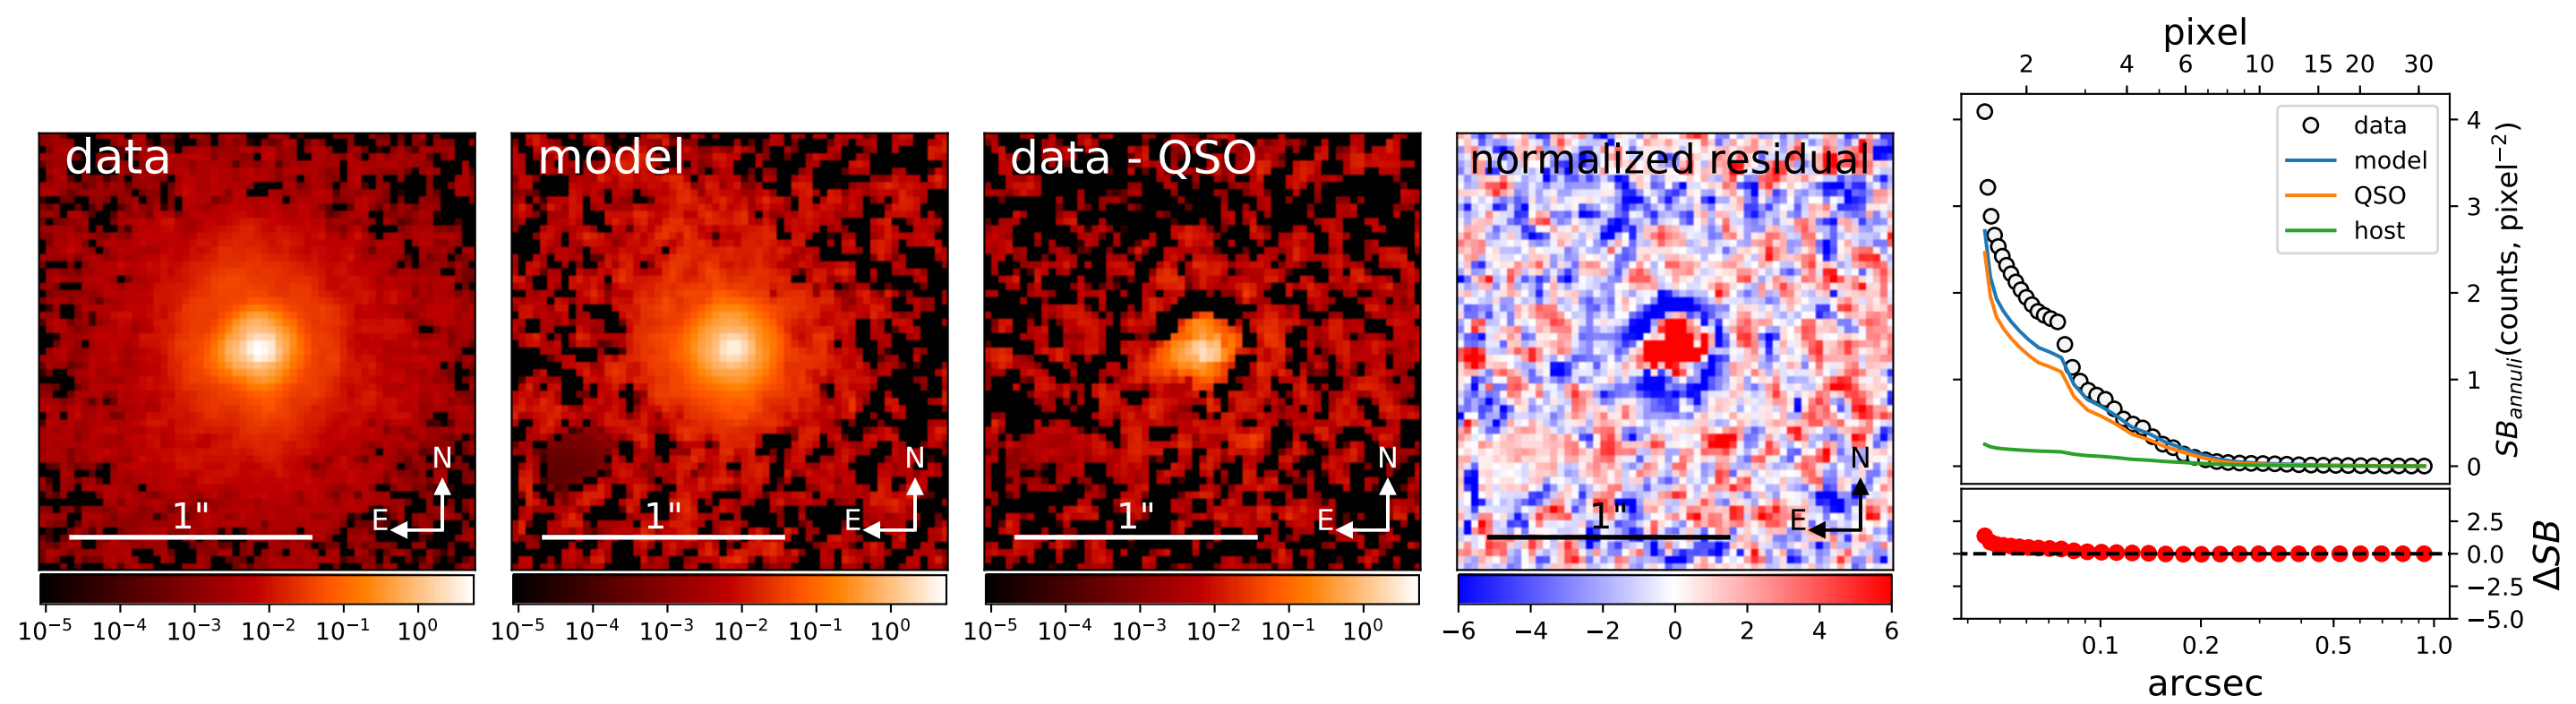 data
N
E
1"
10⁻⁵ 10⁻⁴ 10⁻³ 10⁻² 10⁻¹ 10⁰
model
N
E
1"
10⁻⁵ 10⁻⁴ 10⁻³ 10⁻² 10⁻¹ 10⁰
data - QSO
N
E
1"
10⁻⁵ 10⁻⁴ 10⁻³ 10⁻² 10⁻¹ 10⁰
normalized residual
N
E
1"
−6 −4 −2 0 2 4 6
pixel
2 4 6 10 15 20 30
data
model
QSO
host
4
3
2
1
0
SB_annuli(counts, pixel⁻²)
2.5
0.0
−2.5
−5.0
ΔSB
0.1 0.2 0.5 1.0
arcsec